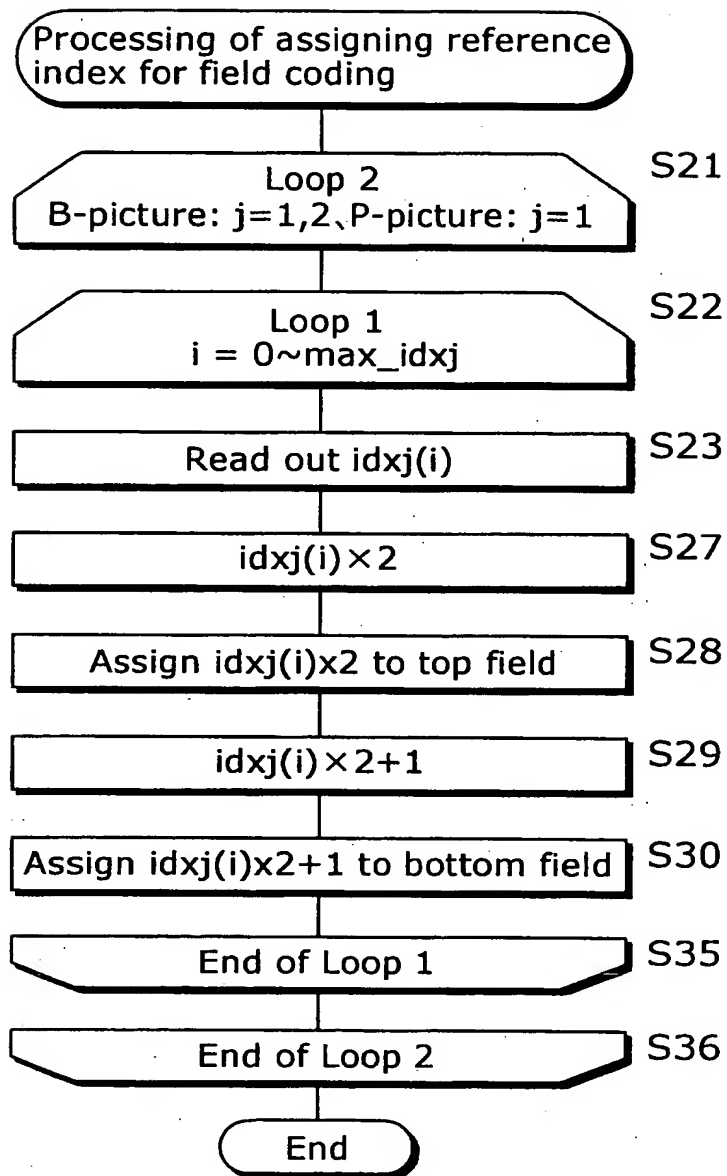 Processing of assigning reference
index for field coding
Loop 2
B-picture: j=1,2、P-picture: j=1
S21
Loop 1
i = 0~max_idxj
S22
Read out idxj(i)
S23
idxj(i)×2
S27
Assign idxj(i)x2 to top field
S28
idxj(i)×2+1
S29
Assign idxj(i)x2+1 to bottom field
S30
End of Loop 1
S35
End of Loop 2
S36
End